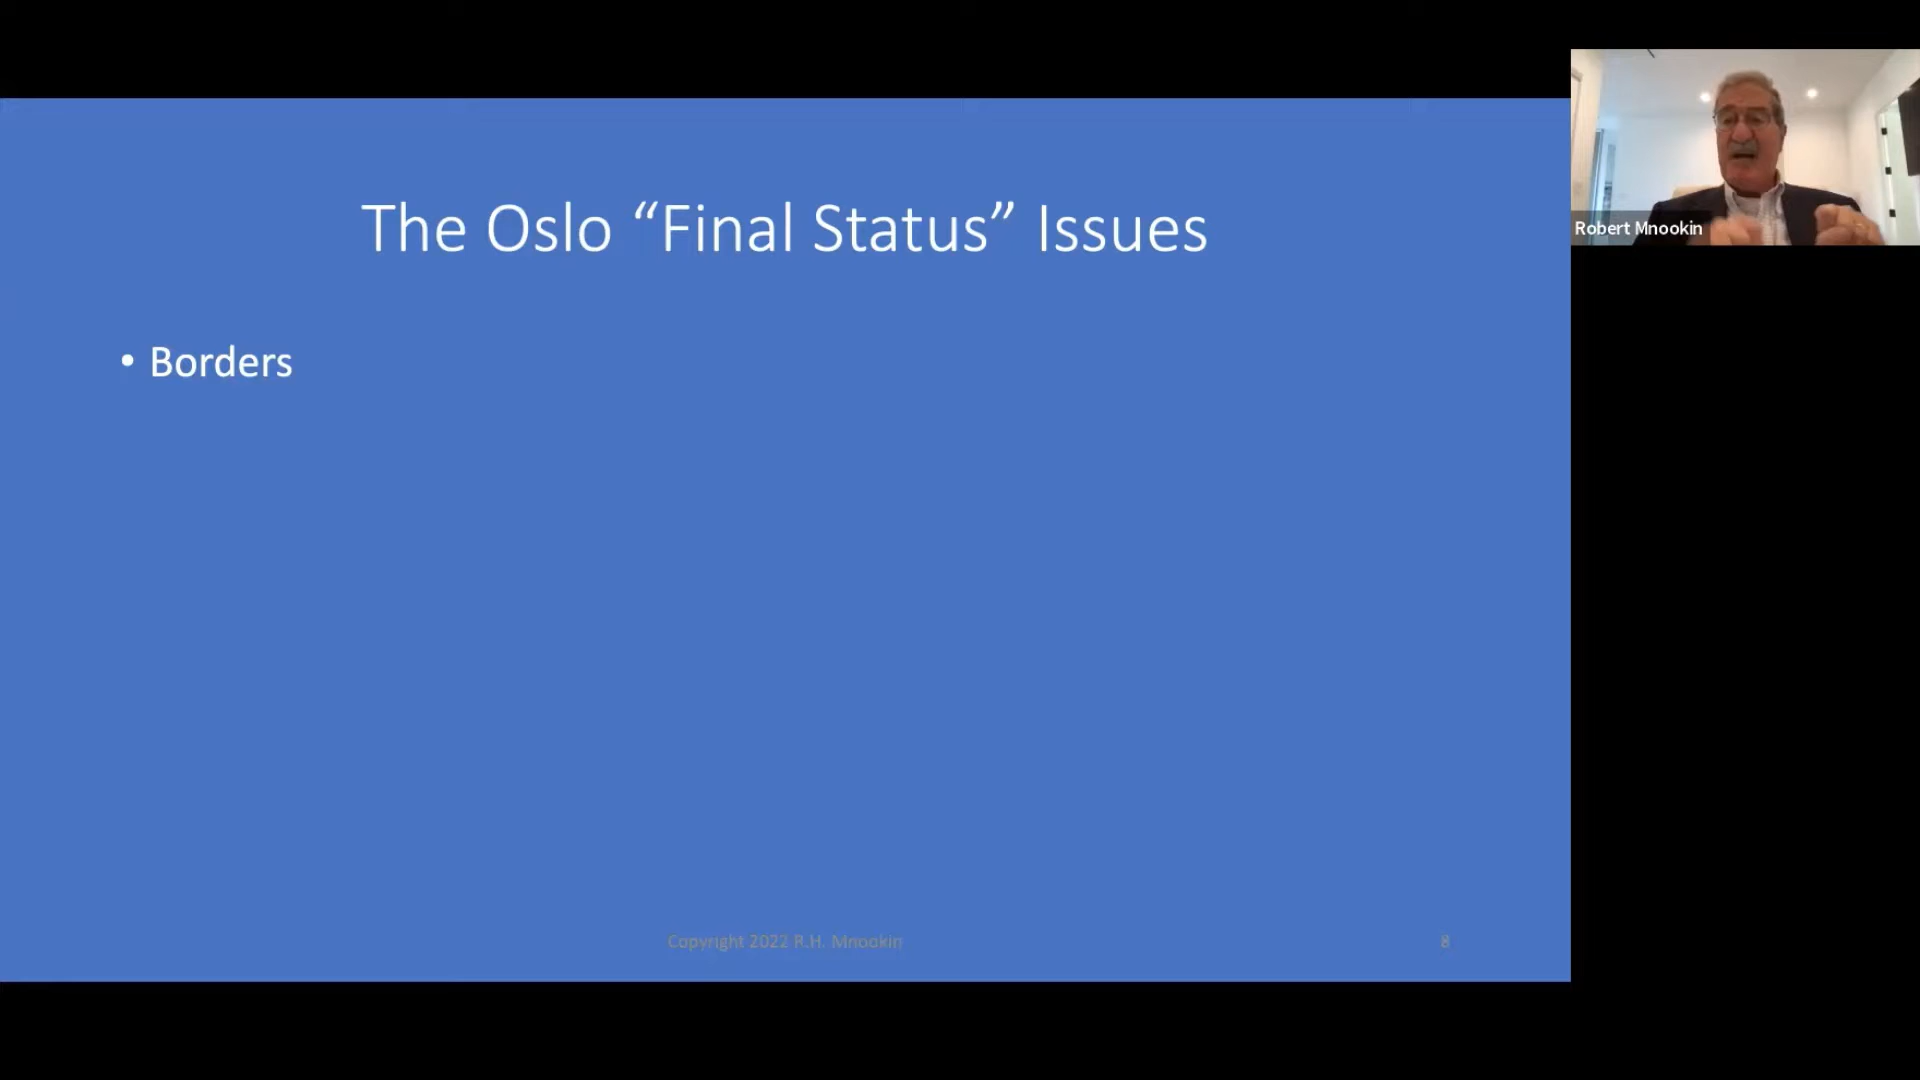 The Oslo “Final Status” Issues
• Borders
Copyright 2022 R.H. Mnookin
8
Robert Mnookin